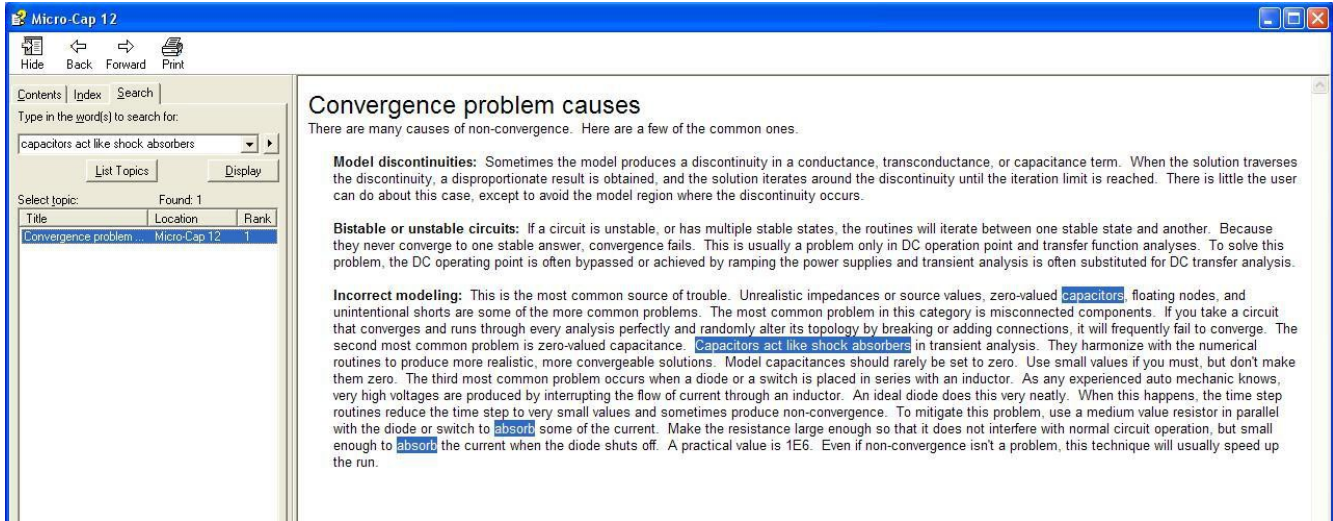 Micro-Cap 12
Hide Back Forward Print
Contents Index Search
Type in the word(s) to search for:
capacitors act like shock absorbers
List Topics Display
Select topic: Found: 1
Title Location Rank
Convergence problem ... Micro-Cap 12 1
Convergence problem causes
There are many causes of non-convergence. Here are a few of the common ones.
Model discontinuities: Sometimes the model produces a discontinuity in a conductance, transconductance, or capacitance term. When the solution traverses
the discontinuity, a disproportionate result is obtained, and the solution iterates around the discontinuity until the iteration limit is reached. There is little the user
can do about this case, except to avoid the model region where the discontinuity occurs.
Bistable or unstable circuits: If a circuit is unstable, or has multiple stable states, the routines will iterate between one stable state and another. Because
they never converge to one stable answer, convergence fails. This is usually a problem only in DC operation point and transfer function analyses. To solve this
problem, the DC operating point is often bypassed or achieved by ramping the power supplies and transient analysis is often substituted for DC transfer analysis.
Incorrect modeling: This is the most common source of trouble. Unrealistic impedances or source values, zero-valued capacitors, floating nodes, and
unintentional shorts are some of the more common problems. The most common problem in this category is misconnected components. If you take a circuit
that converges and runs through every analysis perfectly and randomly alter its topology by breaking or adding connections, it will frequently fail to converge. The
second most common problem is zero-valued capacitance. Capacitors act like shock absorbers in transient analysis. They harmonize with the numerical
routines to produce more realistic, more convergeable solutions. Model capacitances should rarely be set to zero. Use small values if you must, but don't make
them zero. The third most common problem occurs when a diode or a switch is placed in series with an inductor. As any experienced auto mechanic knows,
very high voltages are produced by interrupting the flow of current through an inductor. An ideal diode does this very neatly. When this happens, the time step
routines reduce the time step to very small values and sometimes produce non-convergence. To mitigate this problem, use a medium value resistor in parallel
with the diode or switch to absorb some of the current. Make the resistance large enough so that it does not interfere with normal circuit operation, but small
enough to absorb the current when the diode shuts off. A practical value is 1E6. Even if non-convergence isn't a problem, this technique will usually speed up
the run.